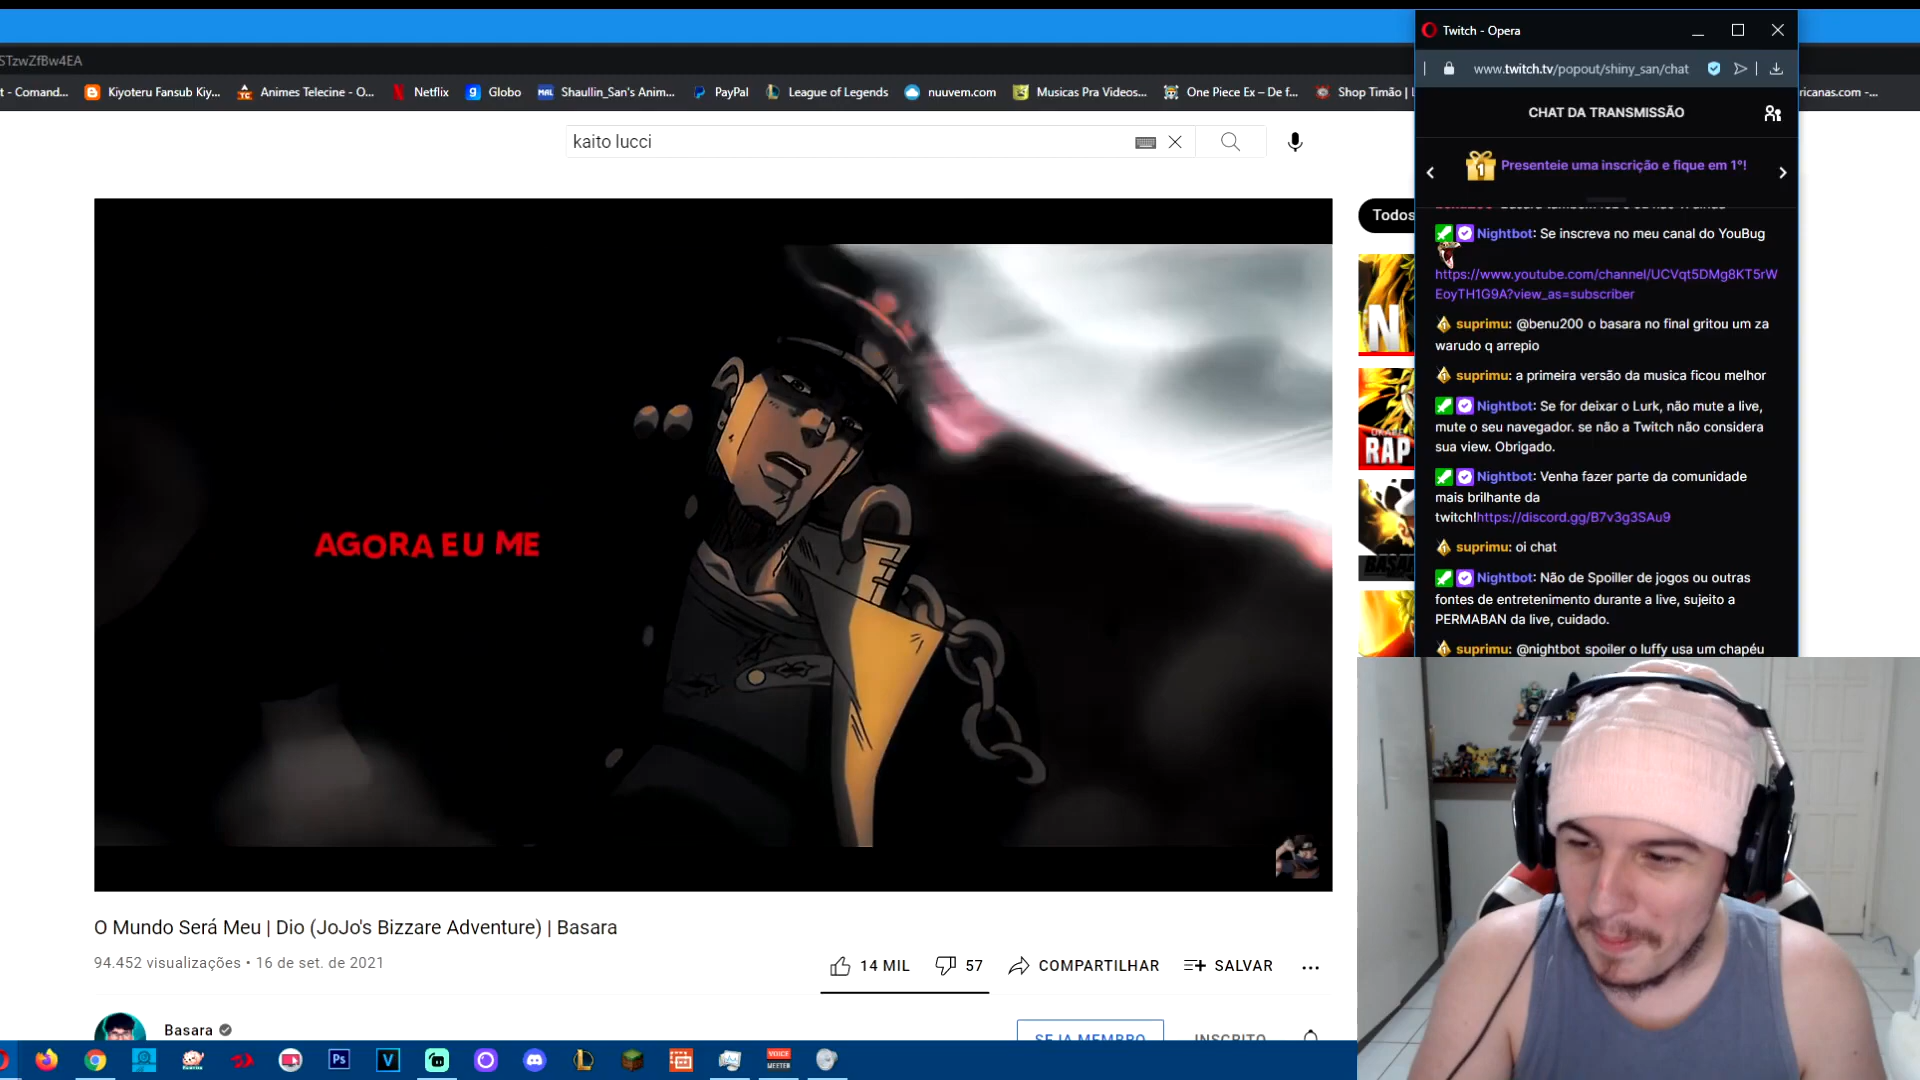 STzwZfBw4EA
t - Comand...
Kiyoteru Fansub Kiy...
Animes Telecine - O...
Netflix
Globo
MAL Shaullin_San's Anim...
PayPal
League of Legends
nuuvem.com
Musicas Pra Videos...
One Piece Ex – De f...
Shop Timão |
ricanas.com -...
kaito lucci
AGORA EU ME
Todos
N
RAP
O Mundo Será Meu | Dio (JoJo's Bizzare Adventure) | Basara
94.452 visualizações • 16 de set. de 2021
14 MIL
57
COMPARTILHAR
SALVAR
Basara
SEJA MEMBRO
INSCRITO
Ps
V
VOICE
MEETER
Twitch - Opera
www.twitch.tv/popout/shiny_san/chat
CHAT DA TRANSMISSÃO
1 Presenteie uma inscrição e fique em 1º!
Nightbot: Se inscreva no meu canal do YouBug
https://www.youtube.com/channel/UCVqt5DMg8KT5rW
EoyTH1G9A?view_as=subscriber
suprimu: @benu200 o basara no final gritou um za
warudo q arrepio
suprimu: a primeira versão da musica ficou melhor
Nightbot: Se for deixar o Lurk, não mute a live,
mute o seu navegador. se não a Twitch não considera
sua view. Obrigado.
Nightbot: Venha fazer parte da comunidade
mais brilhante da
twitch!https://discord.gg/B7v3g3SAu9
suprimu: oi chat
Nightbot: Não de Spoiller de jogos ou outras
fontes de entretenimento durante a live, sujeito a
PERMABAN da live, cuidado.
suprimu: @nightbot spoiler o luffy usa um chapéu